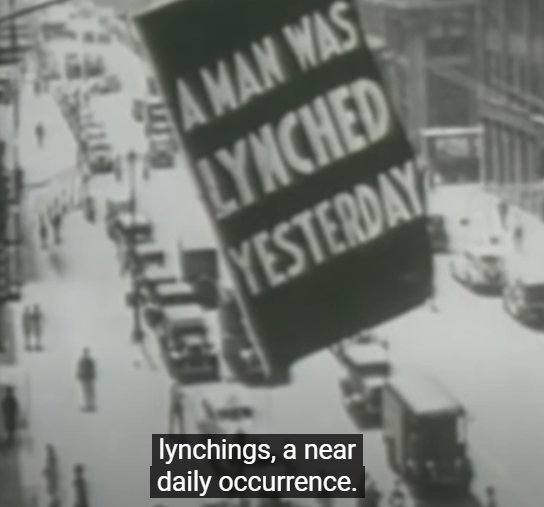 A MAN WAS
LYNCHED
YESTERDAY
lynchings, a near
daily occurrence.